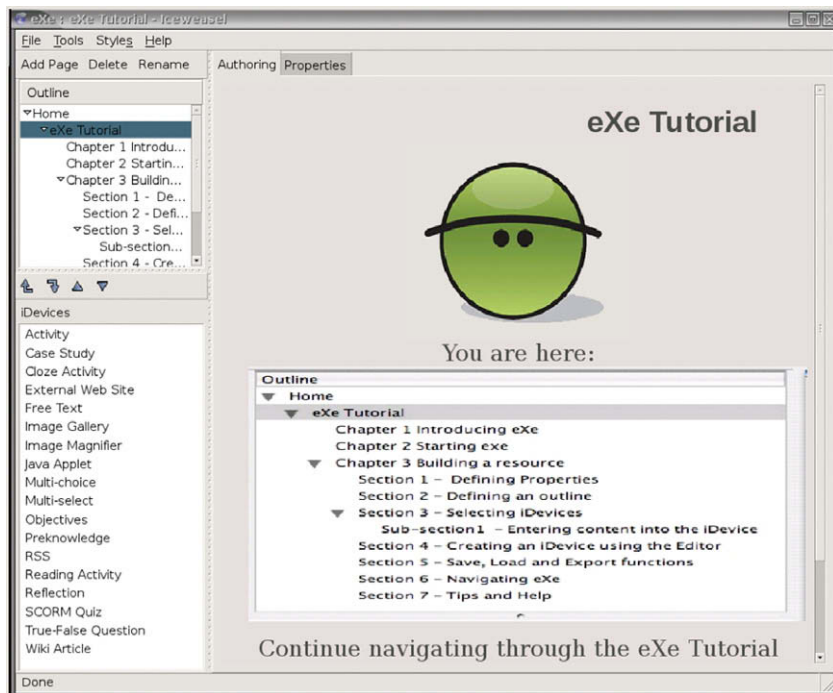 eXe : eXe Tutorial - Iceweasel
File Tools Styles Help
Add Page Delete Rename
Outline
Home
eXe Tutorial
Chapter 1 Introdu...
Chapter 2 Startin...
Chapter 3 Buildin...
Section 1 - De...
Section 2 - Defi...
Section 3 - Sel...
Sub-section...
Section 4 - Cre...
iDevices
Activity
Case Study
Cloze Activity
External Web Site
Free Text
Image Gallery
Image Magnifier
Java Applet
Multi-choice
Multi-select
Objectives
Preknowledge
RSS
Reading Activity
Reflection
SCORM Quiz
True-False Question
Wiki Article
Authoring Properties
eXe Tutorial
You are here:
Outline
Home
eXe Tutorial
Chapter 1 Introducing eXe
Chapter 2 Starting exe
Chapter 3 Building a resource
Section 1 – Defining Properties
Section 2 – Defining an outline
Section 3 – Selecting iDevices
Sub-section1 – Entering content into the iDevice
Section 4 – Creating an iDevice using the Editor
Section 5 – Save, Load and Export functions
Section 6 – Navigating eXe
Section 7 – Tips and Help
Continue navigating through the eXe Tutorial
Done